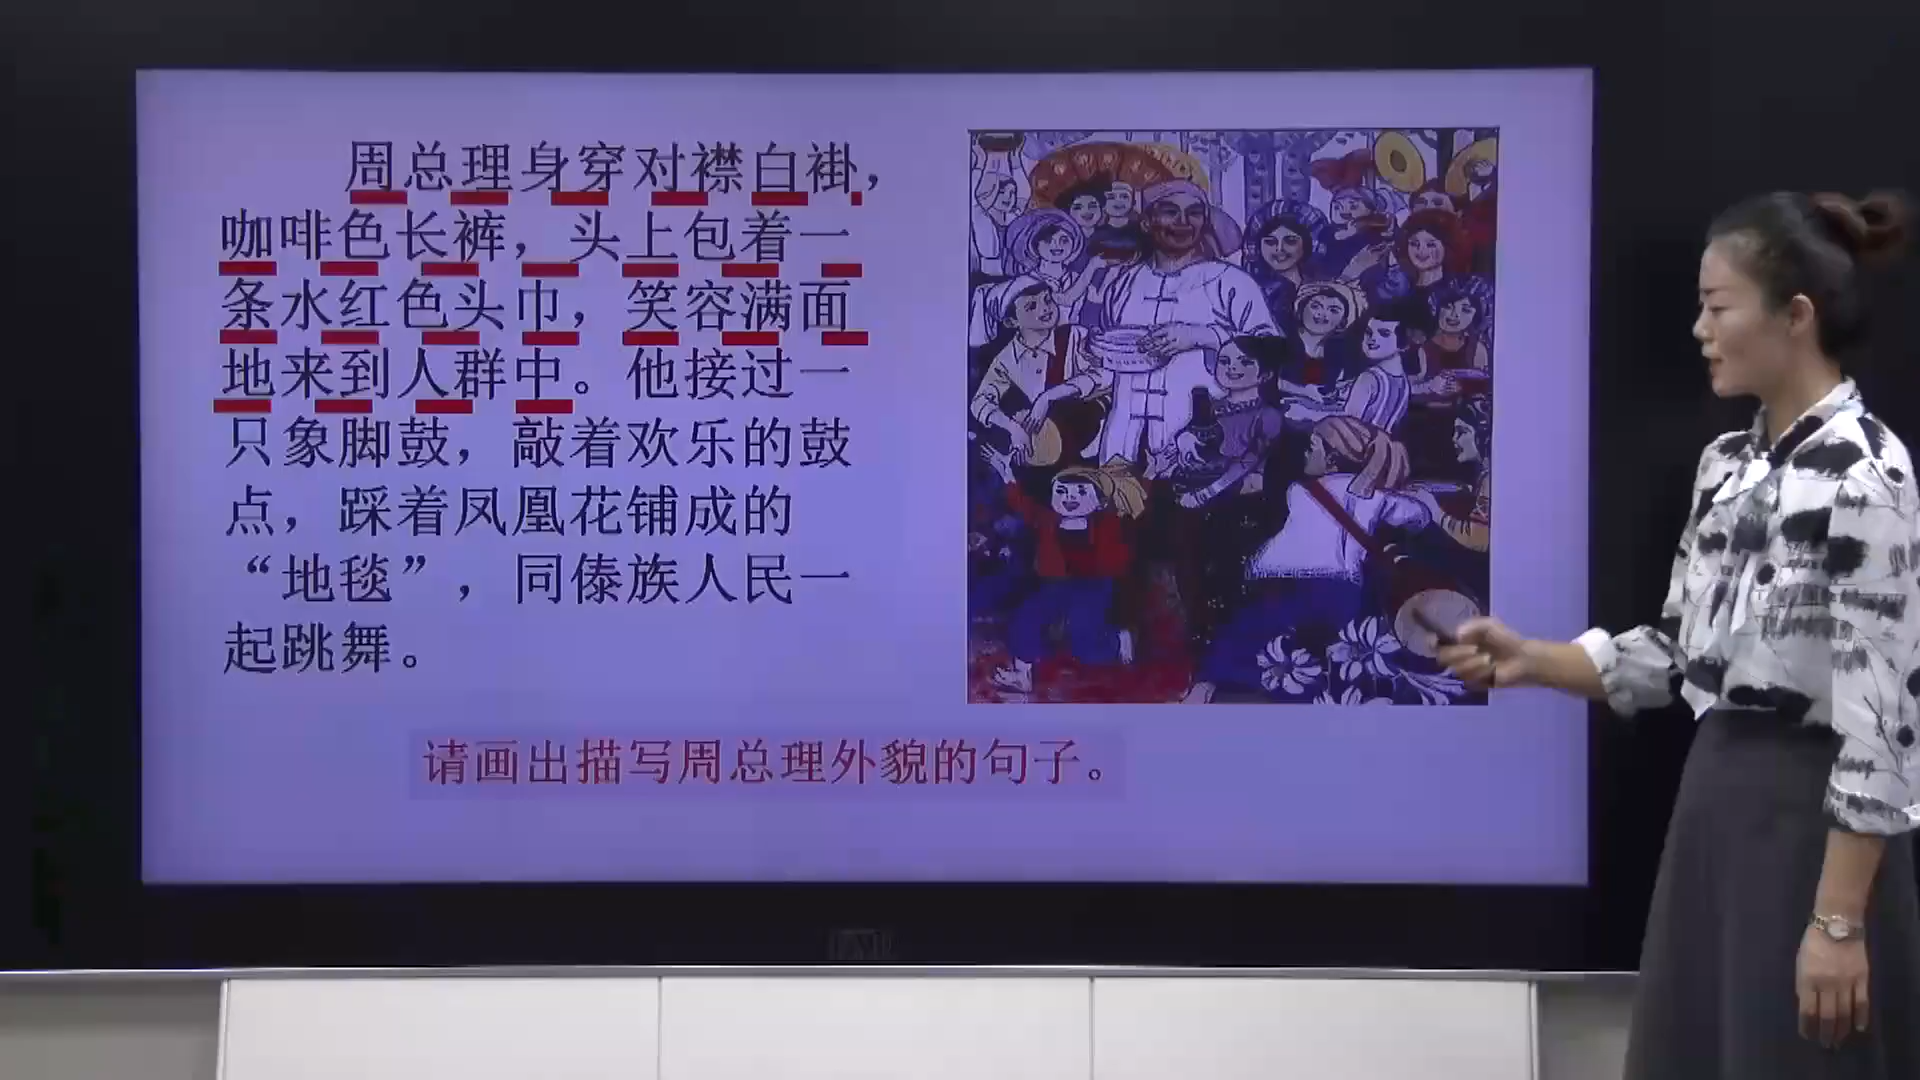 周总理身穿对襟白褂，
咖啡色长裤，头上包着一
条水红色头巾，笑容满面
地来到人群中。他接过一
只象脚鼓，敲着欢乐的鼓
点，踩着凤凰花铺成的
“地毯”，同傣族人民一
起跳舞。
请画出描写周总理外貌的句子。